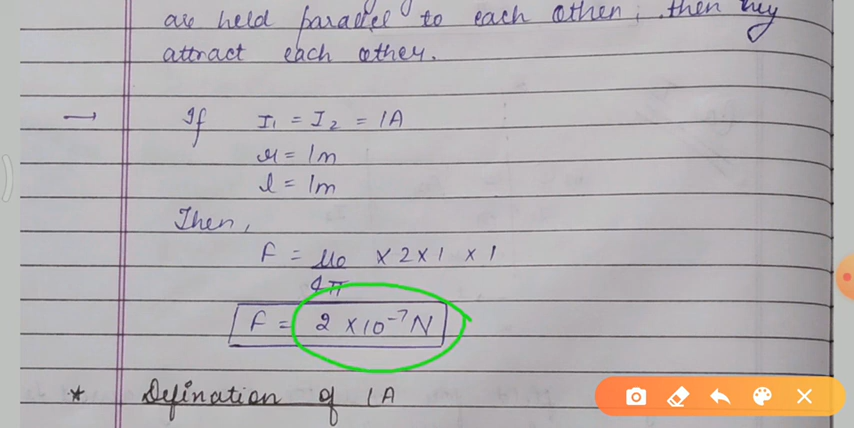 are held parallel to each other, then they
attract each other.
→ If I₁ = I₂ = 1A
r = 1m
l = 1m
Then,
F = μ₀/4π × 2×1 × 1
F = 2 ×10⁻⁷ N
* Defination of 1A